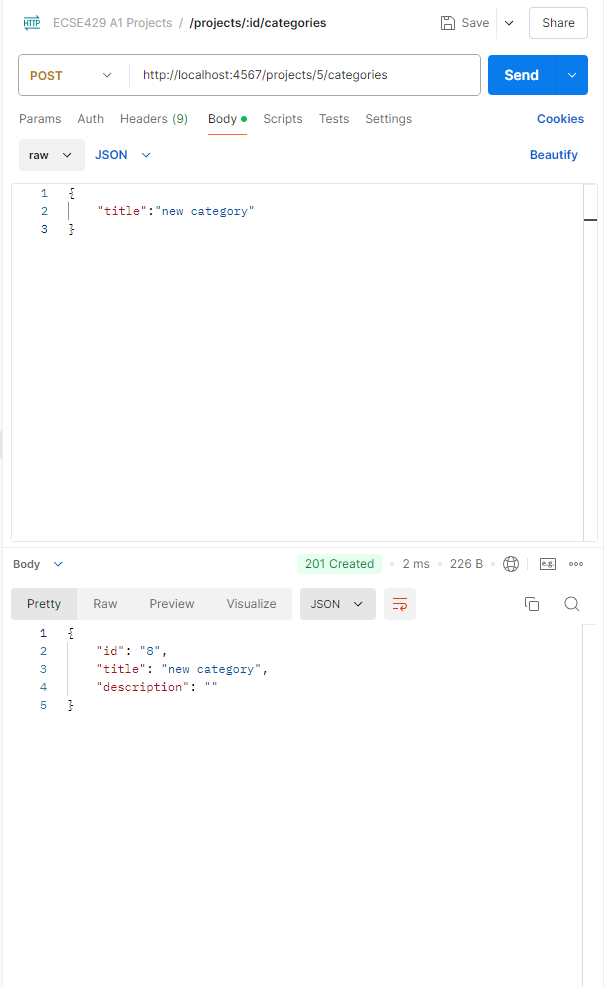 HTTP ECSE429 A1 Projects / /projects/:id/categories Save Share
POST http://localhost:4567/projects/5/categories Send
Params Auth Headers (9) Body Scripts Tests Settings Cookies
raw JSON Beautify
1 {
2 "title":"new category"
3 }
Body 201 Created 2 ms 226 B e.g.
Pretty Raw Preview Visualize JSON
1 {
2 "id": "8",
3 "title": "new category",
4 "description": ""
5 }